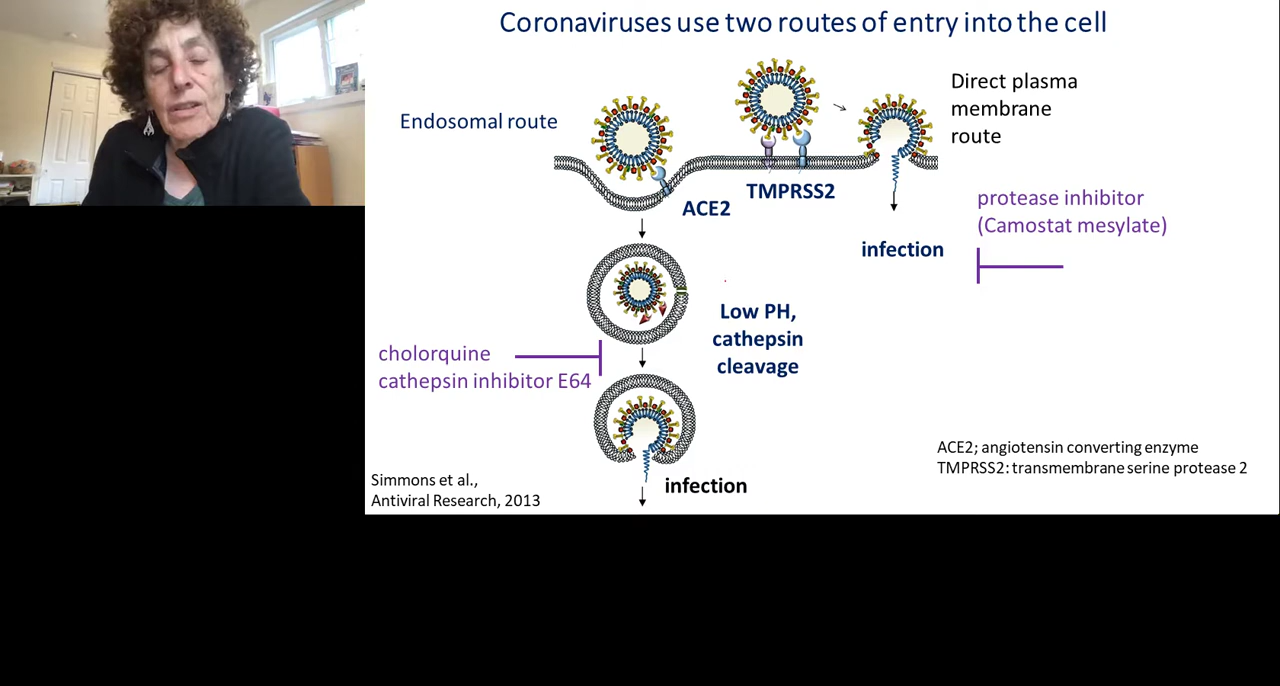 Coronaviruses use two routes of entry into the cell
Endosomal route
Direct plasma
membrane
route
ACE2
TMPRSS2
infection
protease inhibitor
(Camostat mesylate)
Low PH,
cathepsin
cleavage
cholorquine
cathepsin inhibitor E64
infection
ACE2; angiotensin converting enzyme
TMPRSS2: transmembrane serine protease 2
Simmons et al.,
Antiviral Research, 2013